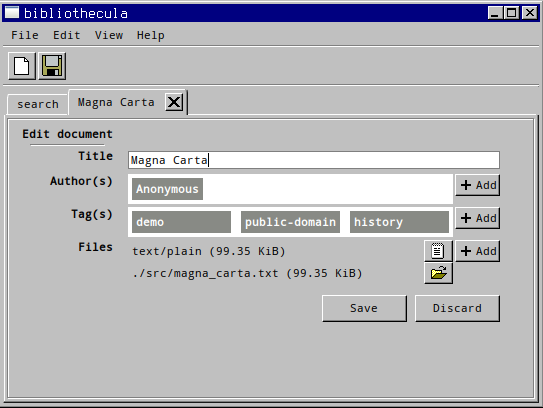 bibliothecula
File Edit View Help
search Magna Carta
Edit document
Title Magna Carta
Author(s) Anonymous Add
Tag(s) demo public-domain history Add
Files text/plain (99.35 KiB) Add
./src/magna_carta.txt (99.35 KiB)
Save Discard